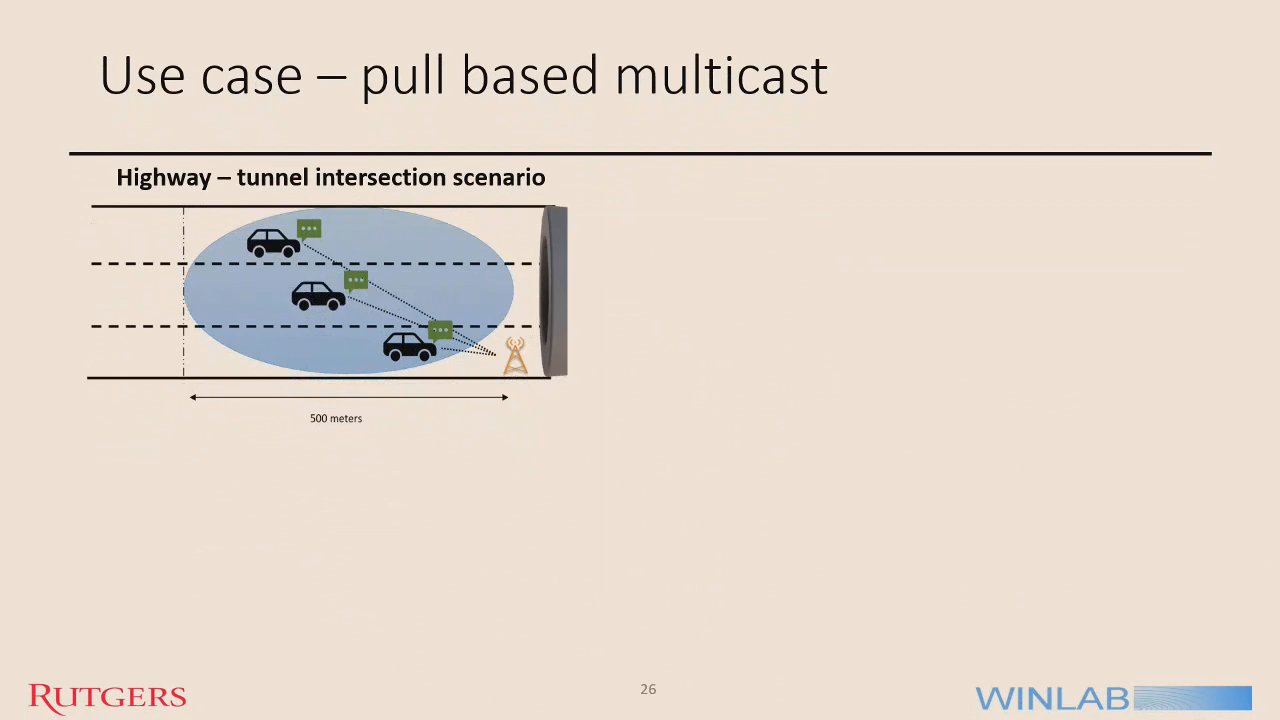 Use case – pull based multicast
Highway – tunnel intersection scenario
500 meters
RUTGERS
26
WINLAB